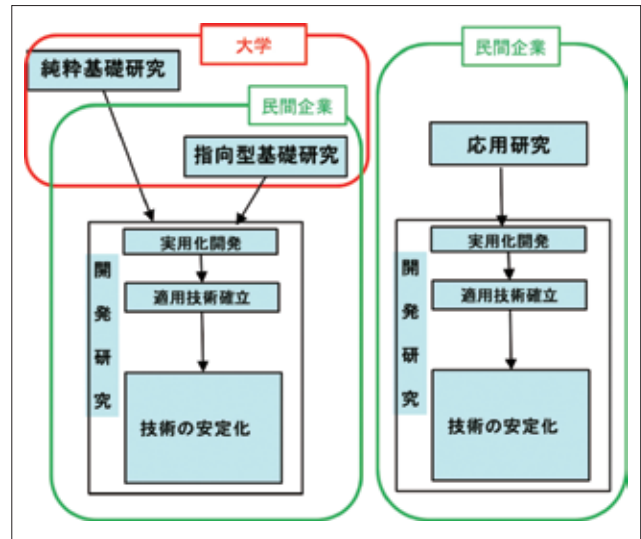 大学
純粋基礎研究
民間企業
指向型基礎研究
実用化開発
適用技術確立
開発研究
技術の安定化
民間企業
応用研究
実用化開発
適用技術確立
開発研究
技術の安定化